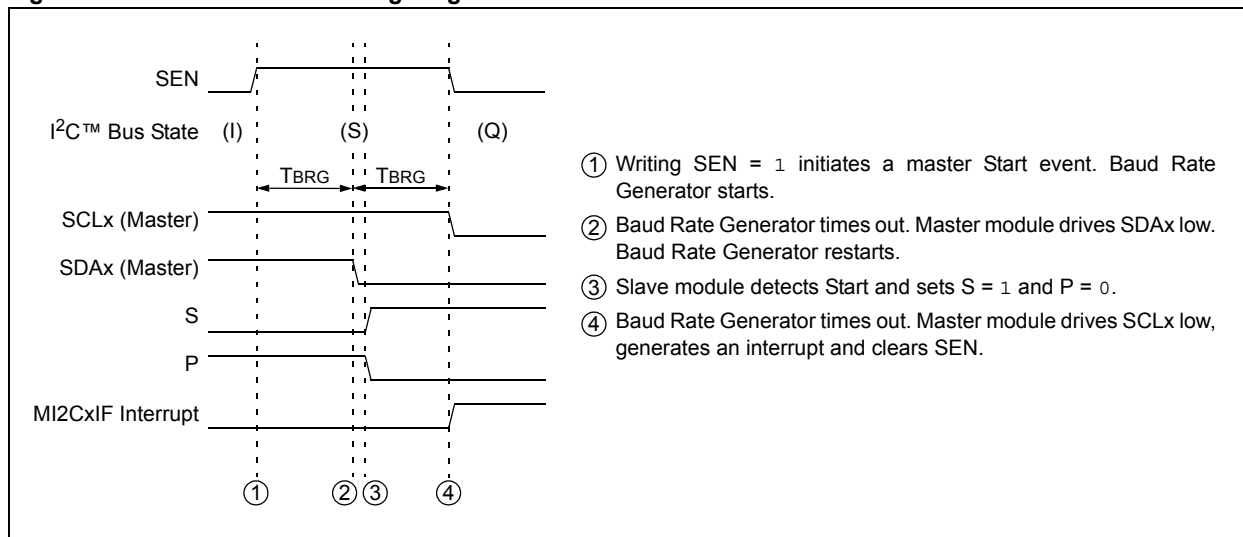 SEN
I²C™ Bus State (I) (S) (Q)
TBRG TBRG
SCLx (Master)
SDAx (Master)
S
P
MI2CxIF Interrupt
1 2 3 4
1 Writing SEN = 1 initiates a master Start event. Baud Rate
Generator starts.
2 Baud Rate Generator times out. Master module drives SDAx low.
Baud Rate Generator restarts.
3 Slave module detects Start and sets S = 1 and P = 0.
4 Baud Rate Generator times out. Master module drives SCLx low,
generates an interrupt and clears SEN.